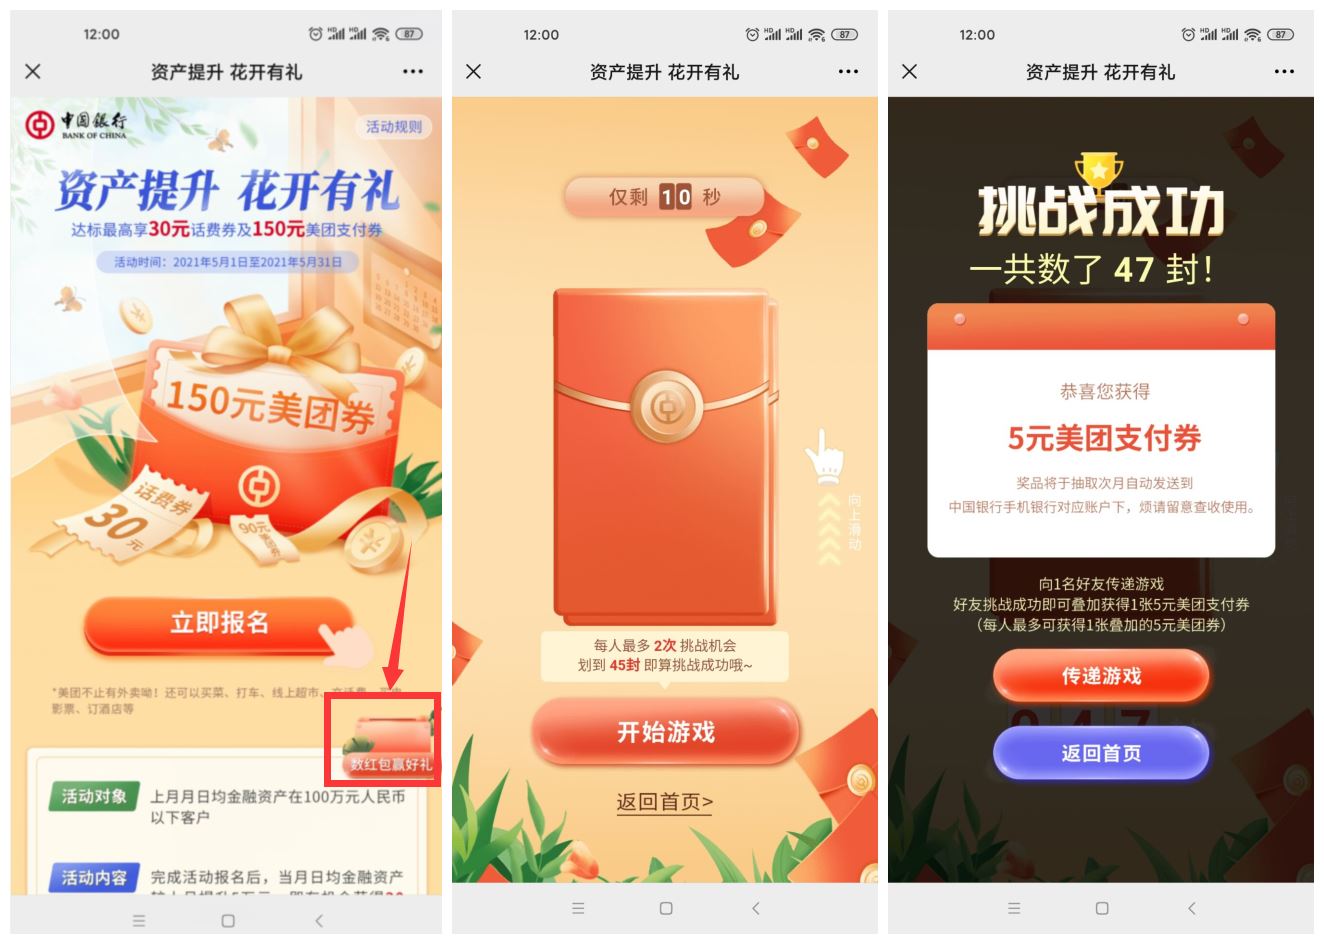 12:00
87
资产提升 花开有礼
中国银行
BANK OF CHINA
活动规则
资产提升 花开有礼
达标最高享30元话费券及150元美团支付券
活动时间：2021年5月1日至2021年5月31日
150元美团券
话费券
30元
90元
立即报名
*美团不止有外卖呦！还可以买菜、打车、线上超市、
影票、订酒店等
数红包赢好礼
活动对象
上月月日均金融资产在100万元人民币
以下客户
活动内容
完成活动报名后，当月日均金融资产
12:00
87
资产提升 花开有礼
仅剩 10 秒
向上滑动
每人最多 2次 挑战机会
划到 45封 即算挑战成功哦~
开始游戏
返回首页>
12:00
87
资产提升 花开有礼
挑战成功
一共数了 47 封！
恭喜您获得
5元美团支付券
奖品将于抽取次月自动发送到
中国银行手机银行对应账户下，烦请留意查收使用。
向1名好友传递游戏
好友挑战成功即可叠加获得1张5元美团支付券
（每人最多可获得1张叠加的5元美团券）
传递游戏
047
返回首页